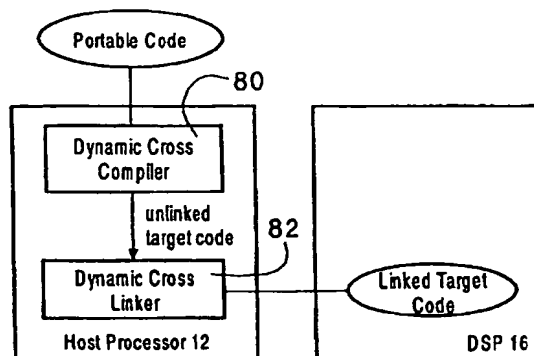 Portable Code
80
Dynamic Cross
Compiler
unlinked
target code
82
Dynamic Cross
Linker
Linked Target
Code
Host Processor 12
DSP 16